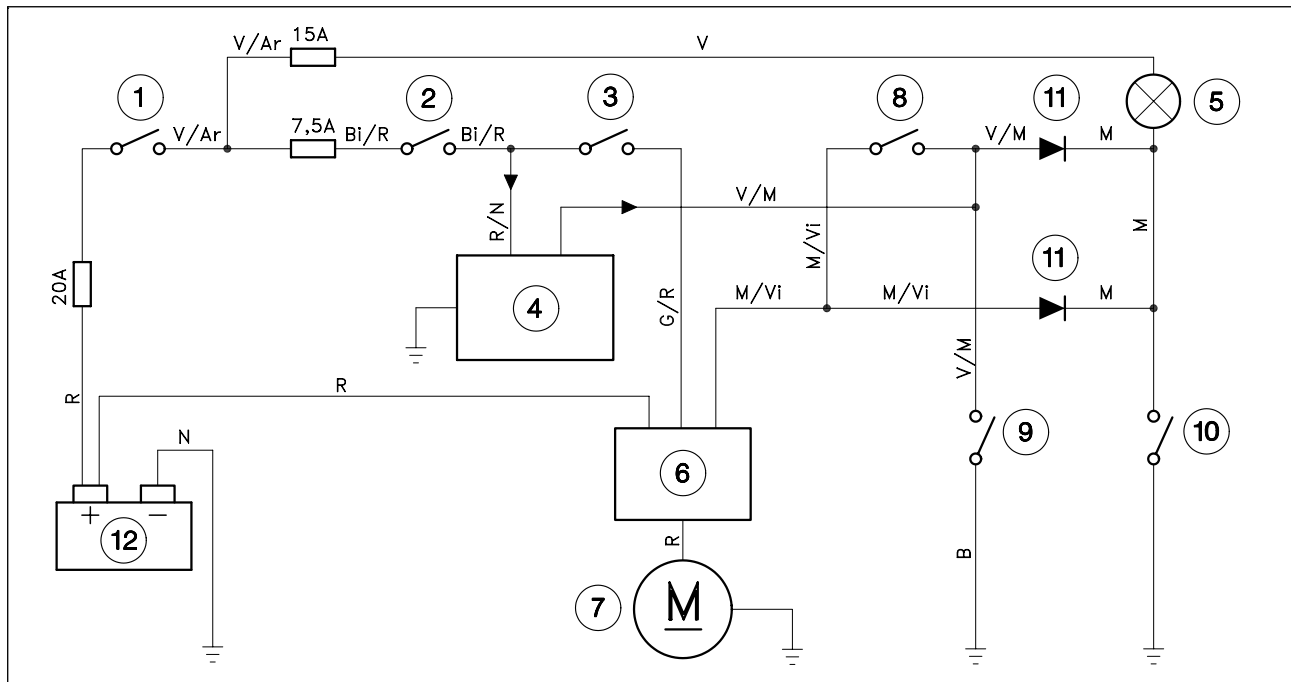 V/Ar 15A V
1 2 3 8 11 5
V/Ar 7,5A Bi/R Bi/R V/M M
V/M
R/N M/Vi M
20A 11
4 G/R M/Vi M/Vi M
V/M
R R
N 9 10
6
+ − R B
12
7 M